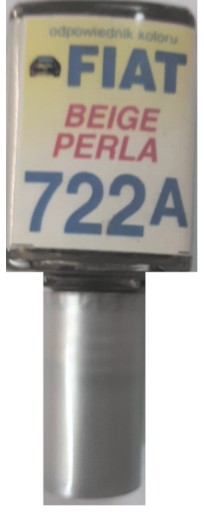 odpowiednik koloru
FIAT
BEIGE
PERLA
722A